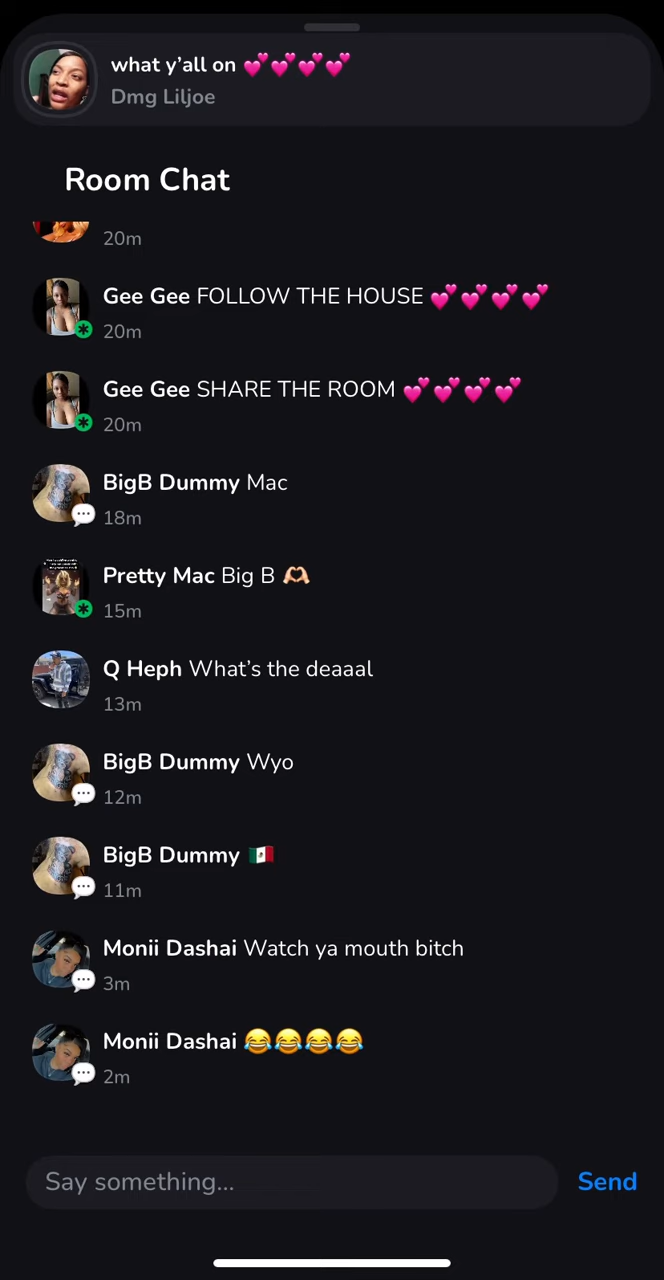 what y’all on 💕💕💕💕
Dmg Liljoe
Room Chat
20m
Gee Gee FOLLOW THE HOUSE 💕💕💕💕
20m
Gee Gee SHARE THE ROOM 💕💕💕💕
20m
BigB Dummy Mac
18m
Pretty Mac Big B 🫶🏼
15m
Q Heph What’s the deaaal
13m
BigB Dummy Wyo
12m
BigB Dummy 🇲🇽
11m
Monii Dashai Watch ya mouth bitch
3m
Monii Dashai 😂😂😂😂
2m
Say something...
Send